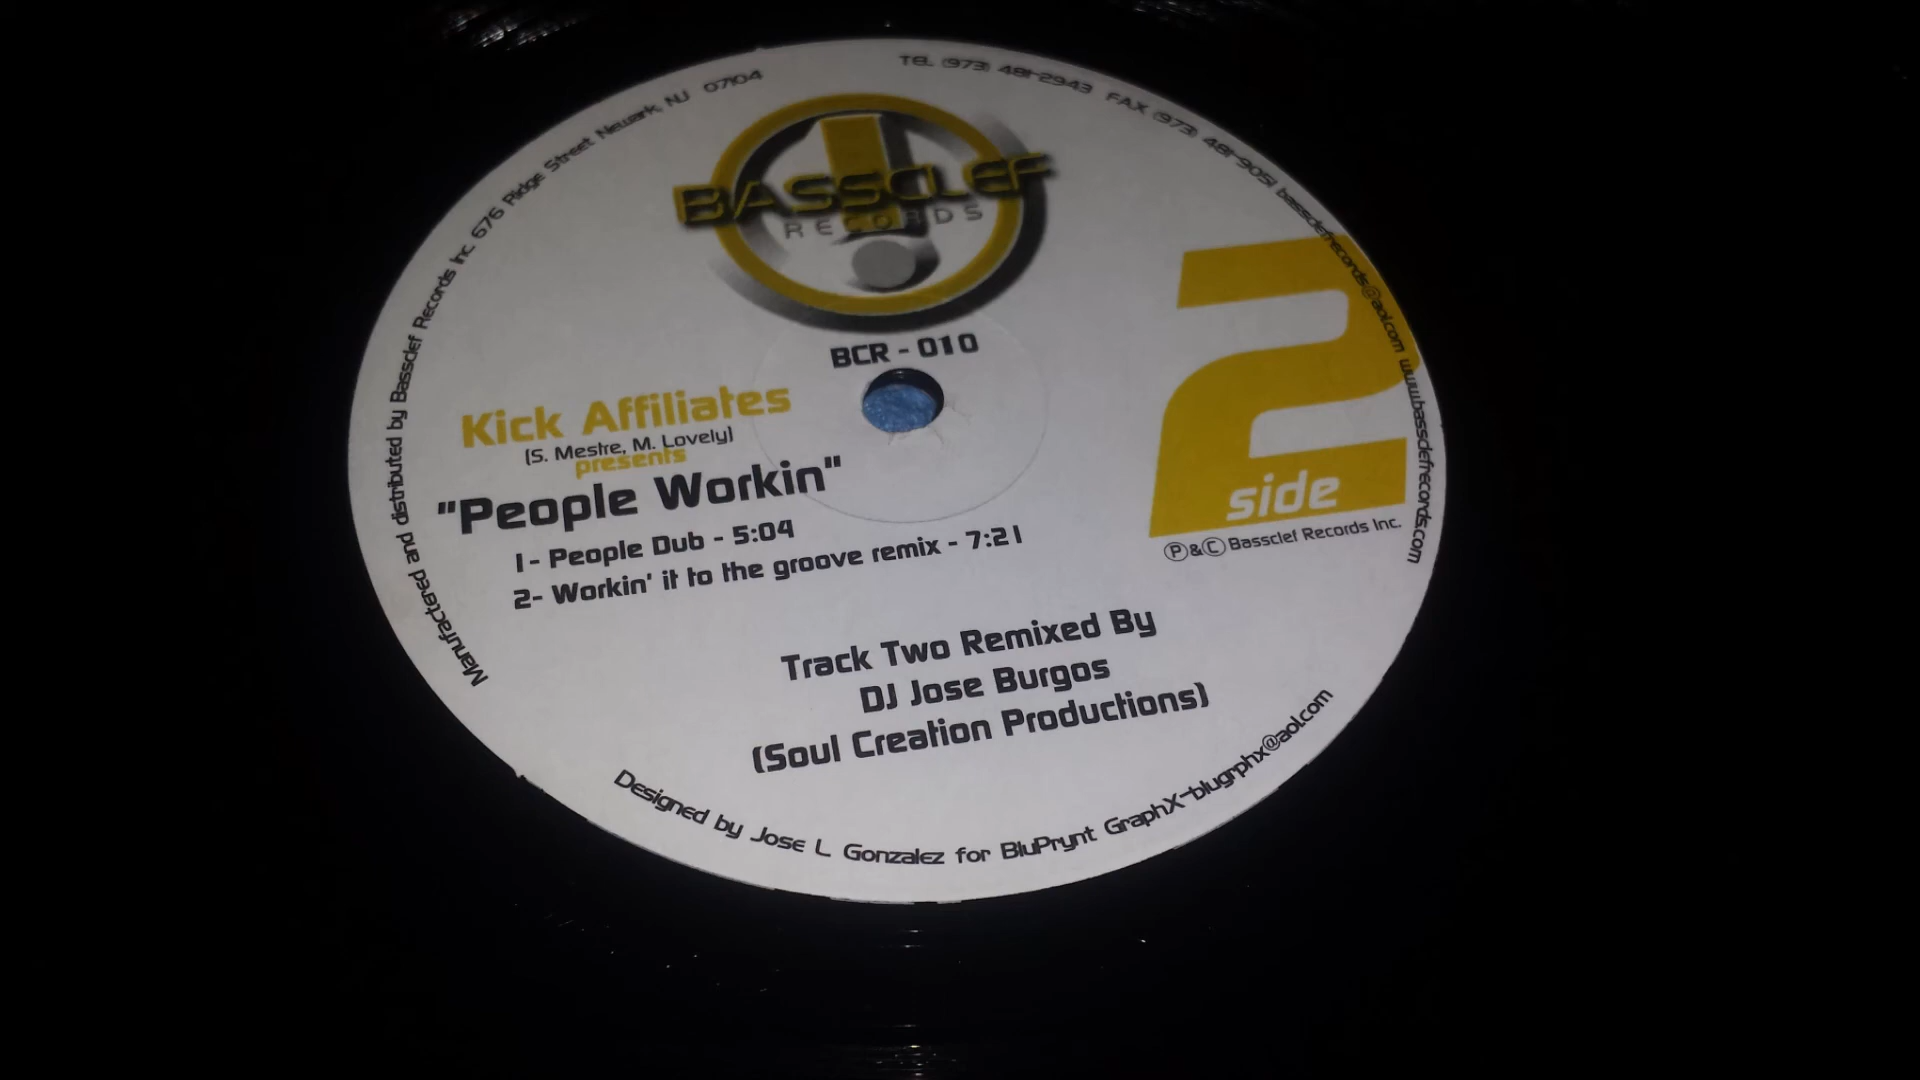 Manufactered and distributed by Bassclef Records Inc. 676 Ridge Street Newark, NJ 07104
TEL (973) 481-2943 FAX (973) 481-9051 bassclefrecords@aol.com www.bassclefrecords.com
BASSCLEF
RECORDS
BCR - 010
Kick Affiliates
(S. Mestre, M. Lovely)
presents
"People Workin"
1- People Dub - 5:04
2- Workin' it to the groove remix - 7:21
2
side
Ⓟ&Ⓒ Bassclef Records Inc.
Track Two Remixed By
DJ Jose Burgos
(Soul Creation Productions)
Designed by Jose L Gonzalez for BluPrynt GraphX-blugrphx@aol.com